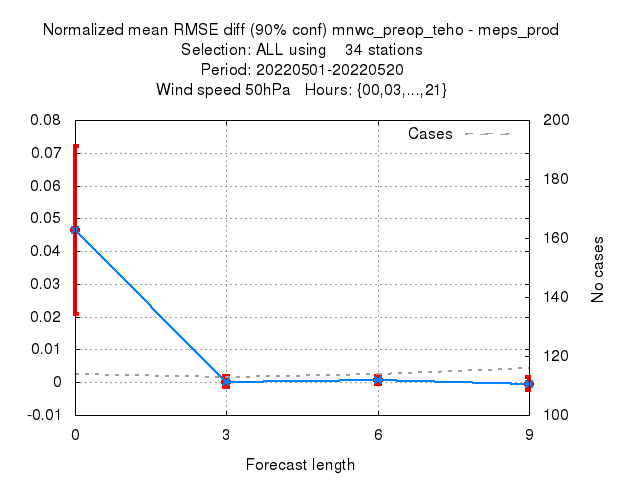 Normalized mean RMSE diff (90% conf) mnwc_preop_teho - meps_prod
Selection: ALL using    34 stations
Period: 20220501-20220520
Wind speed 50hPa   Hours: {00,03,...,21}
Cases
0.08
0.07
0.06
0.05
0.04
0.03
0.02
0.01
0
-0.01
200
180
160
140
120
100
No cases
0 3 6 9
Forecast length